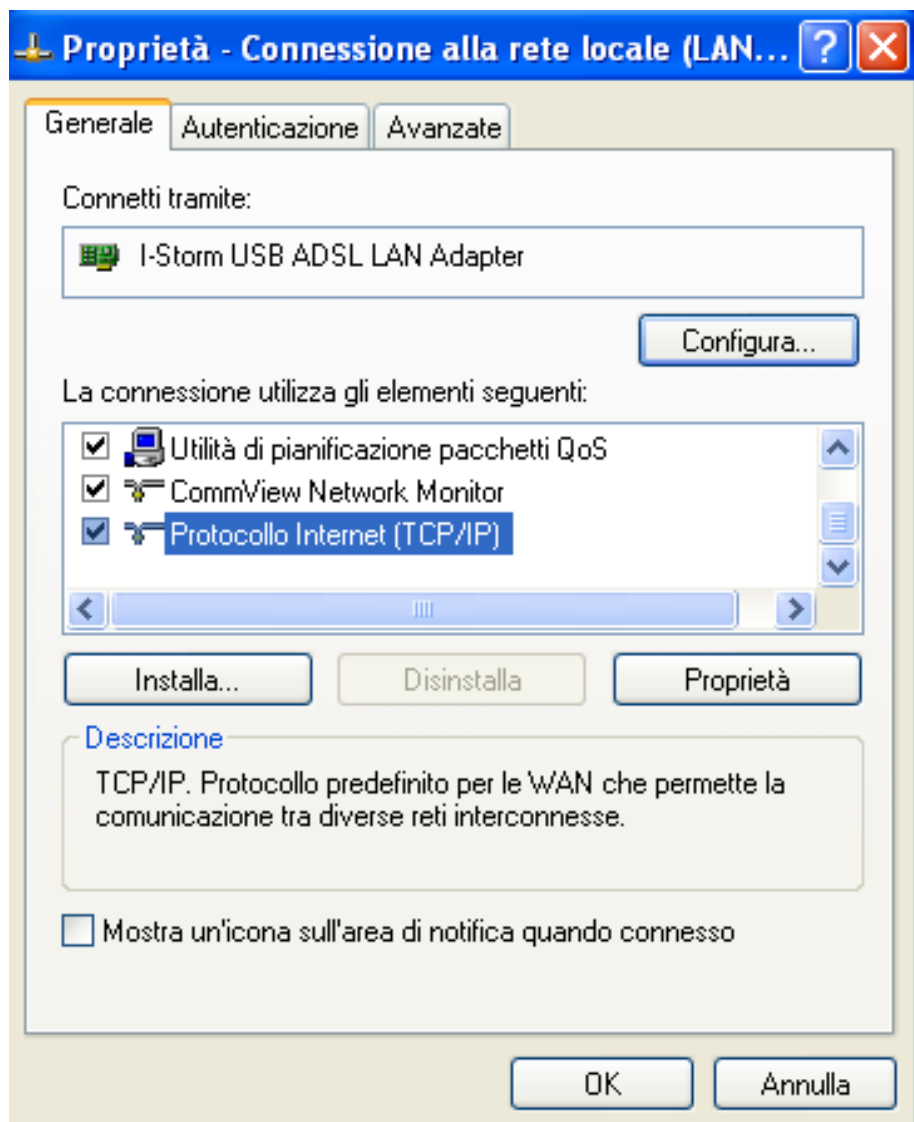 Proprietà - Connessione alla rete locale (LAN...
Generale
Autenticazione
Avanzate
Connetti tramite:
I-Storm USB ADSL LAN Adapter
Configura...
La connessione utilizza gli elementi seguenti:
Utilità di pianificazione pacchetti QoS
CommView Network Monitor
Protocollo Internet (TCP/IP)
Installa...
Disinstalla
Proprietà
Descrizione
TCP/IP. Protocollo predefinito per le WAN che permette la
comunicazione tra diverse reti interconnesse.
Mostra un'icona sull'area di notifica quando connesso
OK
Annulla